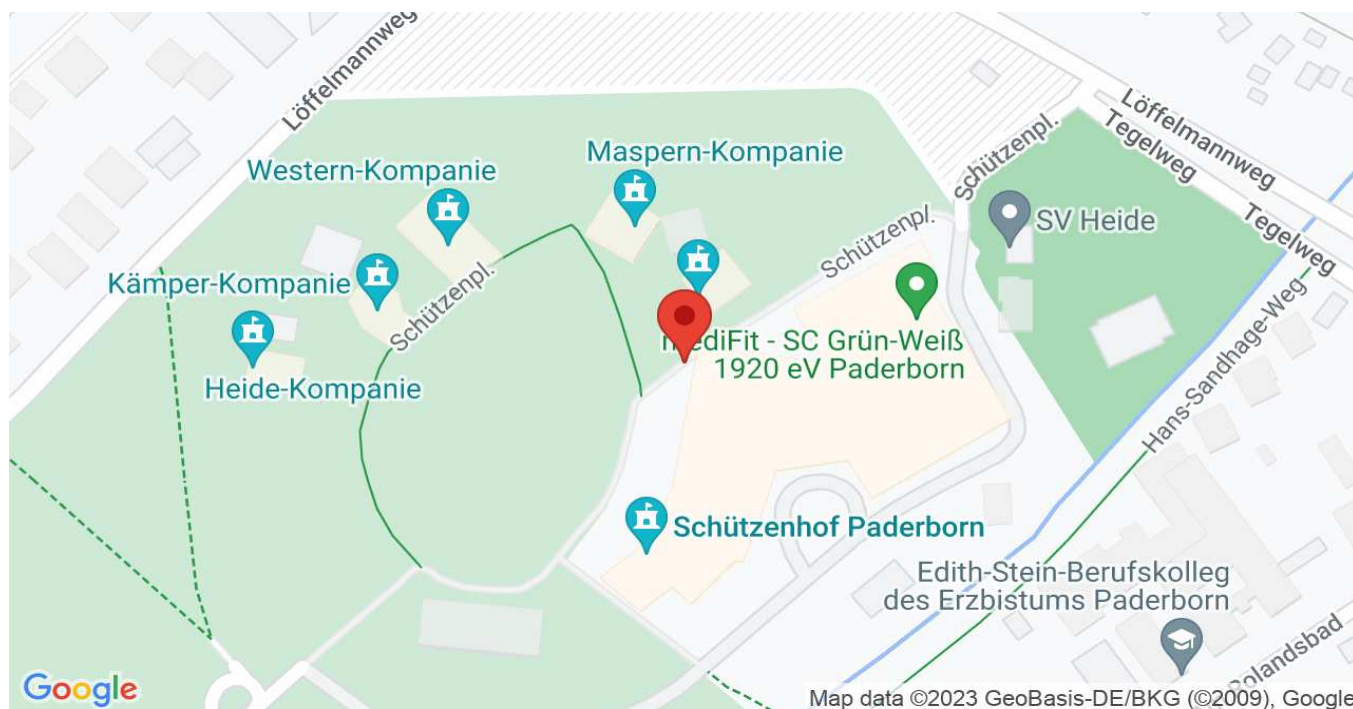 Löffelmannweg
Löffelmannweg
Maspern-Kompanie
Western-Kompanie
Schützenpl.
Tegelweg
Tegelweg
SV Heide
Schützenpl.
Kämper-Kompanie
Schützenpl.
mediFit - SC Grün-Weiß
1920 eV Paderborn
Heide-Kompanie
Hans-Sandhage-Weg
Schützenhof Paderborn
Edith-Stein-Berufskolleg
des Erzbistums Paderborn
Rolandsbad
Google
Map data ©2023 GeoBasis-DE/BKG (©2009), Google